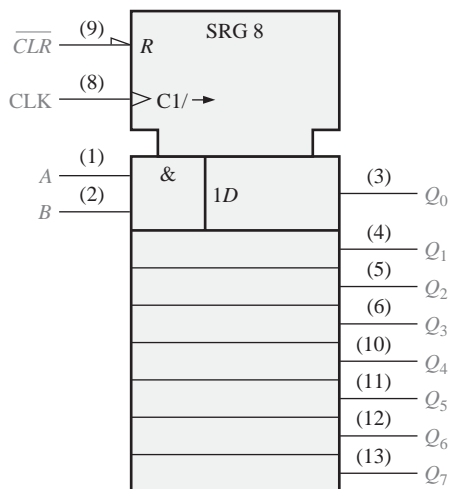 (9) SRG 8
$\overline{CLR}$ R
(8)
CLK C1/→
(1)
A & (3)
(2) 1D Q₀
B
(4)
Q₁
(5)
Q₂
(6)
Q₃
(10)
Q₄
(11)
Q₅
(12)
Q₆
(13)
Q₇